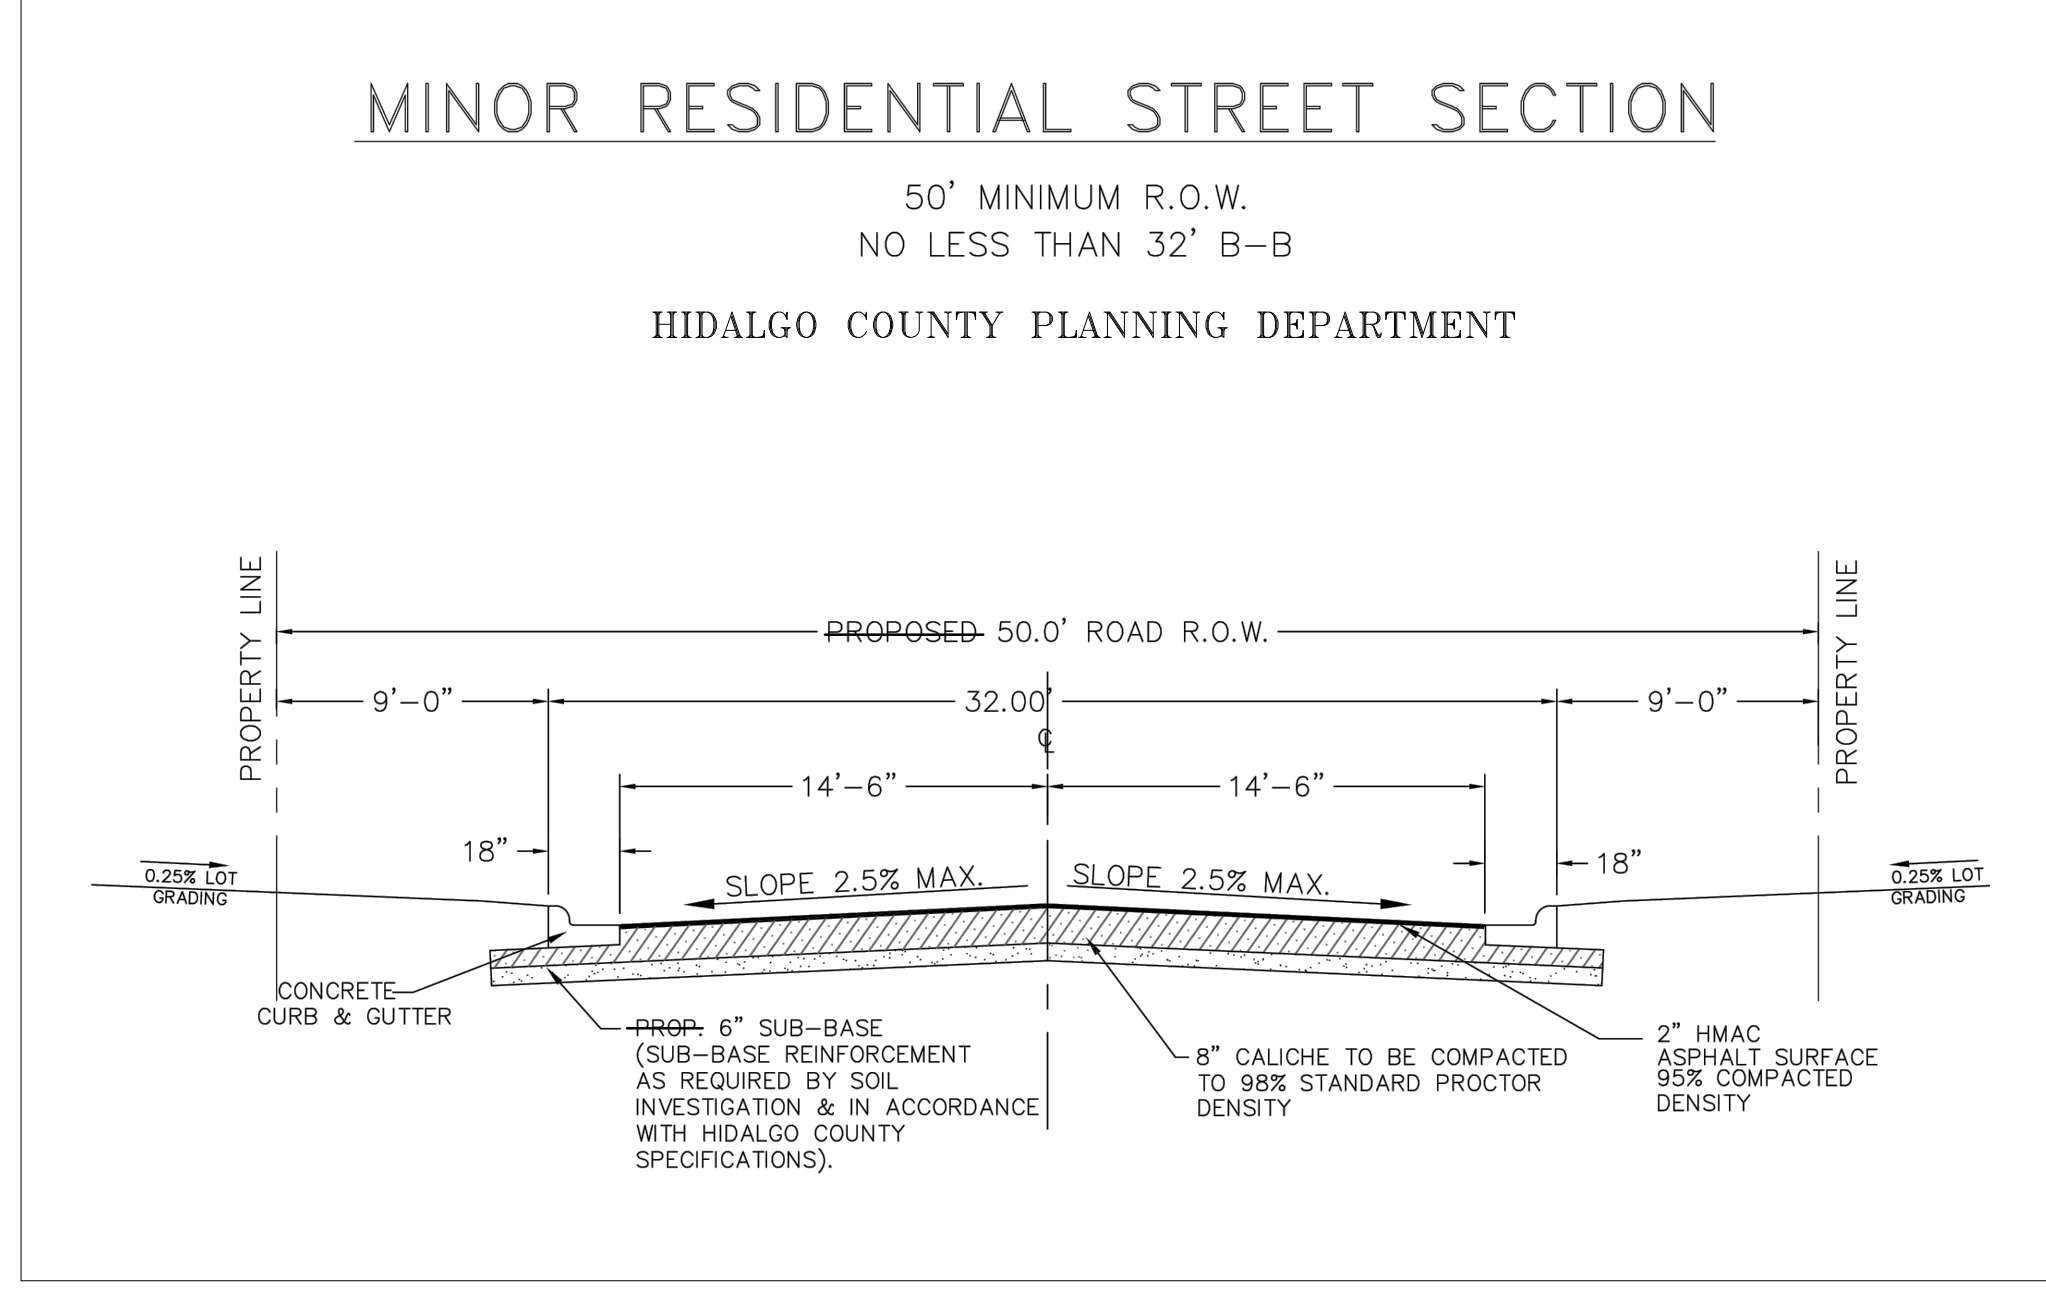 MINOR RESIDENTIAL STREET SECTION
50' MINIMUM R.O.W.
NO LESS THAN 32' B-B
HIDALGO COUNTY PLANNING DEPARTMENT
PROPERTY LINE
PROPERTY LINE
PROPOSED 50.0' ROAD R.O.W.
9'-0"
32.00'
9'-0"
℄
14'-6"
14'-6"
18"
18"
SLOPE 2.5% MAX.
SLOPE 2.5% MAX.
0.25% LOT
GRADING
0.25% LOT
GRADING
CONCRETE
CURB & GUTTER
PROP. 6" SUB-BASE
(SUB-BASE REINFORCEMENT
AS REQUIRED BY SOIL
INVESTIGATION & IN ACCORDANCE
WITH HIDALGO COUNTY
SPECIFICATIONS).
8" CALICHE TO BE COMPACTED
TO 98% STANDARD PROCTOR
DENSITY
2" HMAC
ASPHALT SURFACE
95% COMPACTED
DENSITY